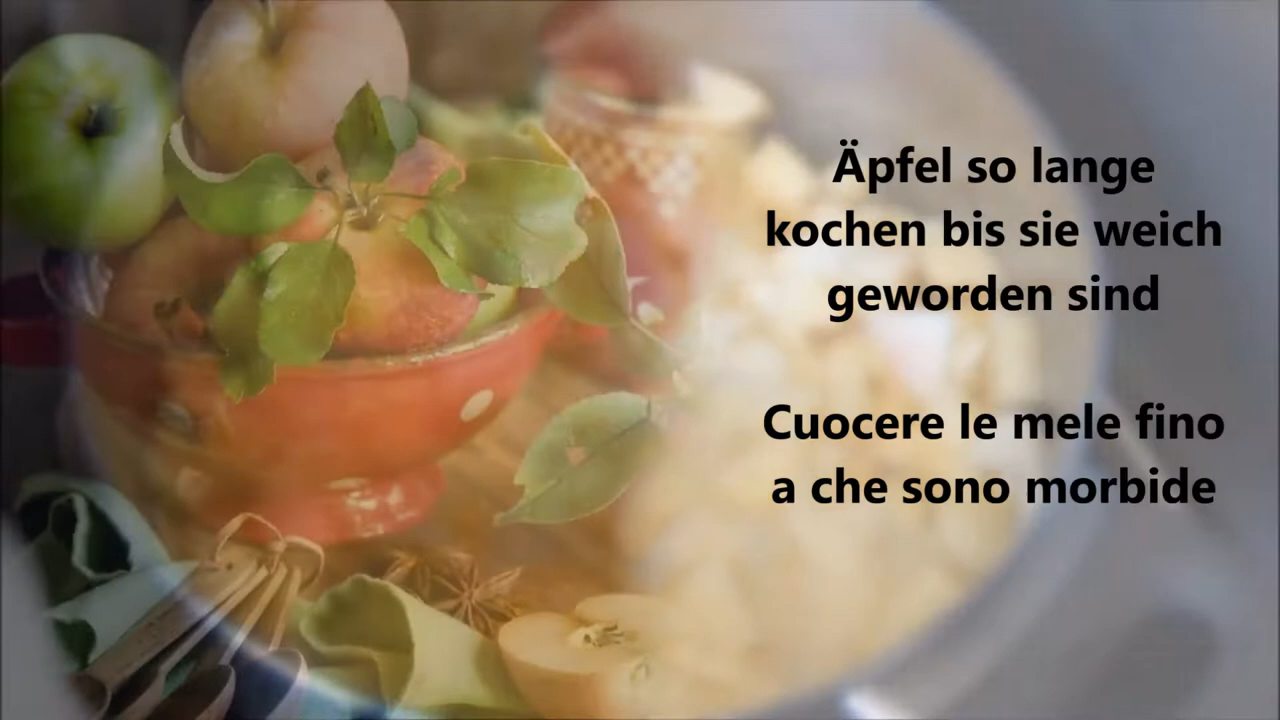 Äpfel so lange
kochen bis sie weich
geworden sind
Cuocere le mele fino
a che sono morbide